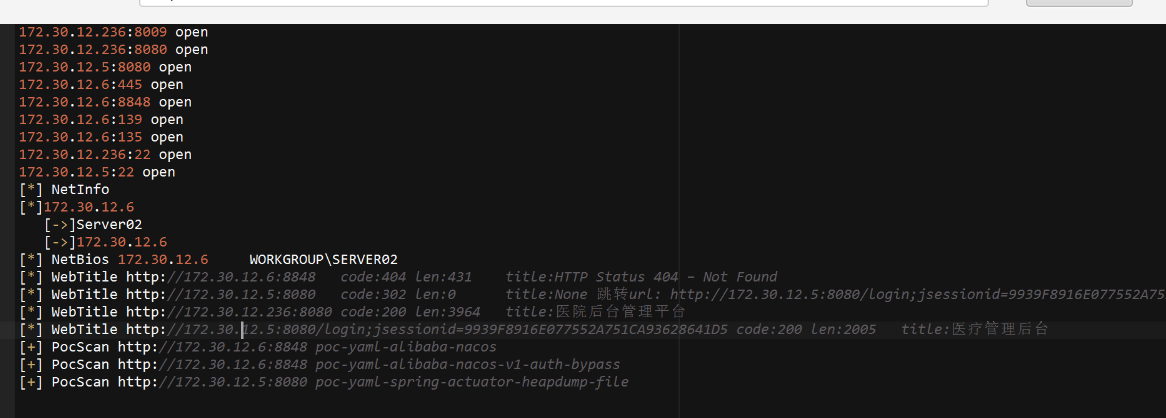 172.30.12.236:8009 open
172.30.12.236:8080 open
172.30.12.5:8080 open
172.30.12.6:445 open
172.30.12.6:8848 open
172.30.12.6:139 open
172.30.12.6:135 open
172.30.12.236:22 open
172.30.12.5:22 open
[*] NetInfo
[*]172.30.12.6
[->]Server02
[->]172.30.12.6
[*] NetBios 172.30.12.6 WORKGROUP\SERVER02
[*] WebTitle http://172.30.12.6:8848 code:404 len:431 title:HTTP Status 404 – Not Found
[*] WebTitle http://172.30.12.5:8080 code:302 len:0 title:None 跳转url: http://172.30.12.5:8080/login;jsessionid=9939F8916E077552A75
[*] WebTitle http://172.30.12.236:8080 code:200 len:3964 title:医院后台管理平台
[*] WebTitle http://172.30.12.5:8080/login;jsessionid=9939F8916E077552A751CA93628641D5 code:200 len:2005 title:医疗管理后台
[+] PocScan http://172.30.12.6:8848 poc-yaml-alibaba-nacos
[+] PocScan http://172.30.12.6:8848 poc-yaml-alibaba-nacos-v1-auth-bypass
[+] PocScan http://172.30.12.5:8080 poc-yaml-spring-actuator-heapdump-file